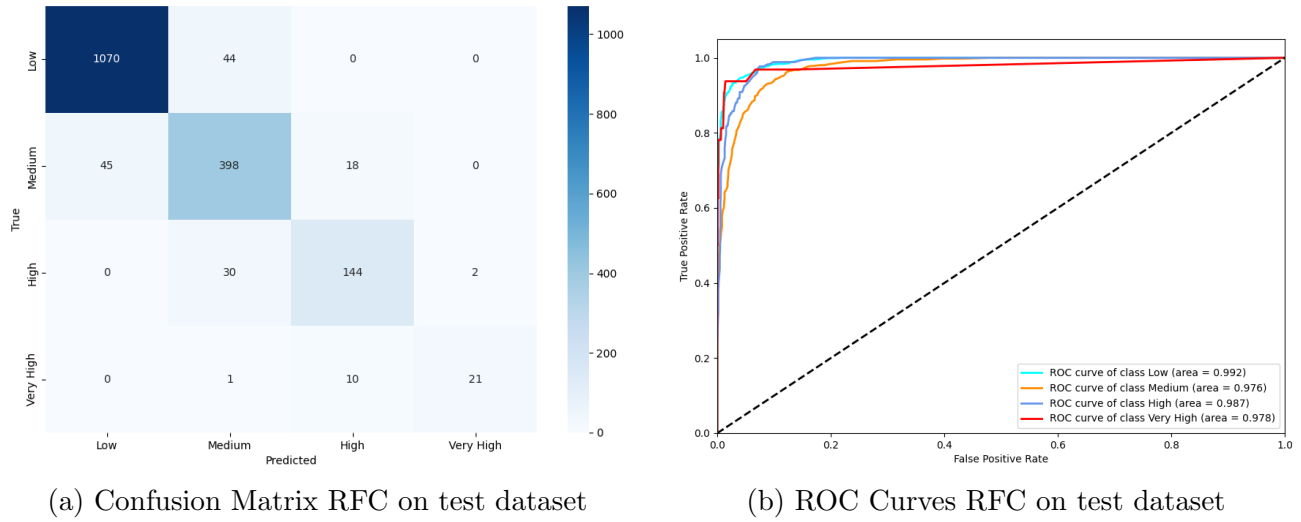 Low 1070 44 0 0
Medium 45 398 18 0
High 0 30 144 2
Very High 0 1 10 21
Low Medium High Very High
Predicted
True
1000
800
600
400
200
0
1.0
0.8
0.6
0.4
0.2
0.0
True Positive Rate
ROC curve of class Low (area = 0.992)
ROC curve of class Medium (area = 0.976)
ROC curve of class High (area = 0.987)
ROC curve of class Very High (area = 0.978)
0.0 0.2 0.4 0.6 0.8 1.0
False Positive Rate
(a) Confusion Matrix RFC on test dataset
(b) ROC Curves RFC on test dataset